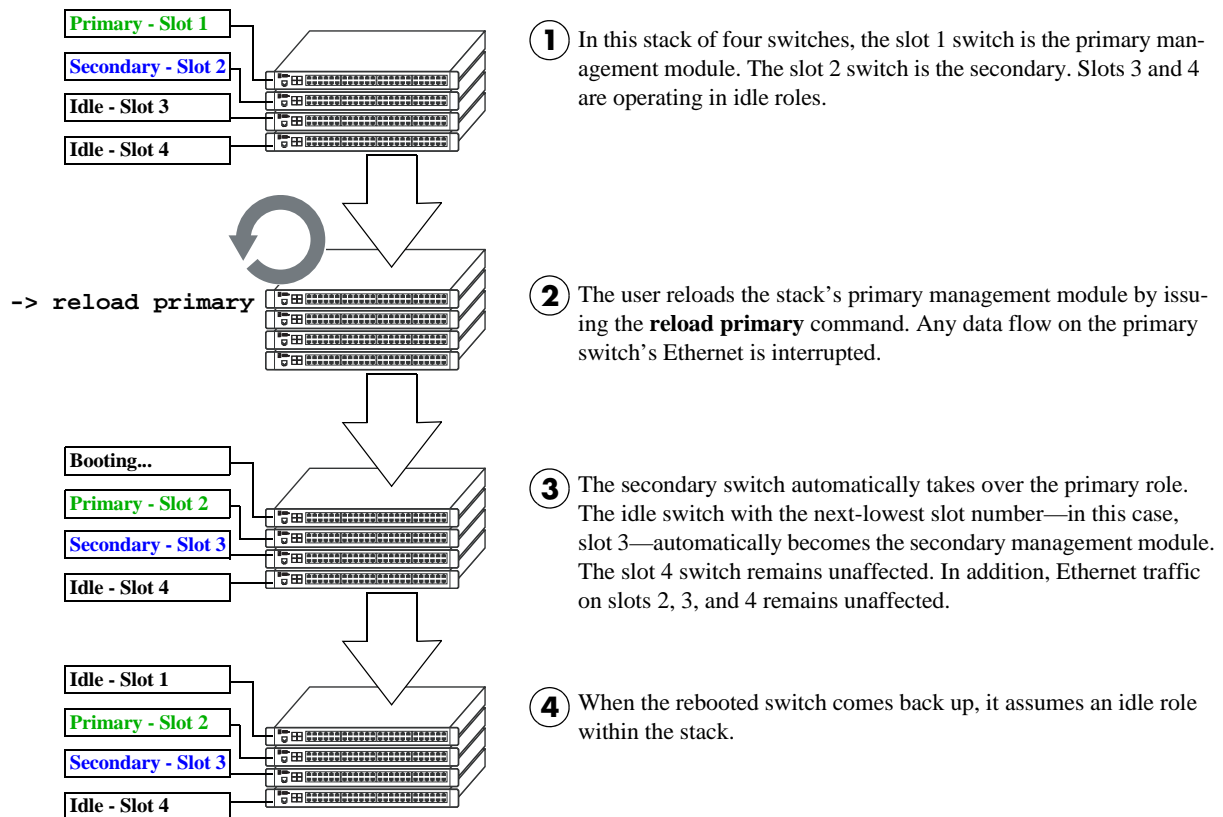 Primary - Slot 1
Secondary - Slot 2
Idle - Slot 3
Idle - Slot 4
1
In this stack of four switches, the slot 1 switch is the primary man-
agement module. The slot 2 switch is the secondary. Slots 3 and 4
are operating in idle roles.
-> reload primary
2
The user reloads the stack’s primary management module by issu-
ing the reload primary command. Any data flow on the primary
switch’s Ethernet is interrupted.
Booting...
Primary - Slot 2
Secondary - Slot 3
Idle - Slot 4
3
The secondary switch automatically takes over the primary role.
The idle switch with the next-lowest slot number—in this case,
slot 3—automatically becomes the secondary management module.
The slot 4 switch remains unaffected. In addition, Ethernet traffic
on slots 2, 3, and 4 remains unaffected.
Idle - Slot 1
Primary - Slot 2
Secondary - Slot 3
Idle - Slot 4
4
When the rebooted switch comes back up, it assumes an idle role
within the stack.